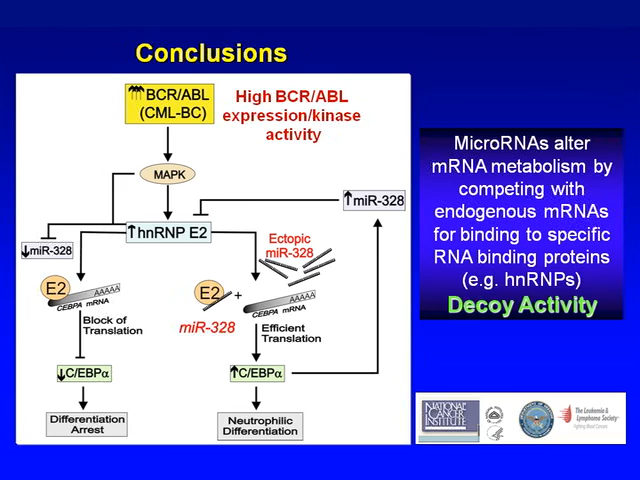 Conclusions
↑↑↑BCR/ABL
(CML-BC)
High BCR/ABL
expression/kinase
activity
MAPK
↑miR-328
↑hnRNP E2
↓miR-328
Ectopic
miR-328
E2
AAAAA
CEBPA mRNA
E2
+
AAAAA
CEBPA mRNA
miR-328
Block of
Translation
Efficient
Translation
↓C/EBPα
↑C/EBPα
Differentiation
Arrest
Neutrophilic
Differentiation
MicroRNAs alter
mRNA metabolism by
competing with
endogenous mRNAs
for binding to specific
RNA binding proteins
(e.g. hnRNPs)
Decoy Activity
NATIONAL
CANCER
INSTITUTE
The Leukemia &
Lymphoma Society
Fighting Blood Cancers